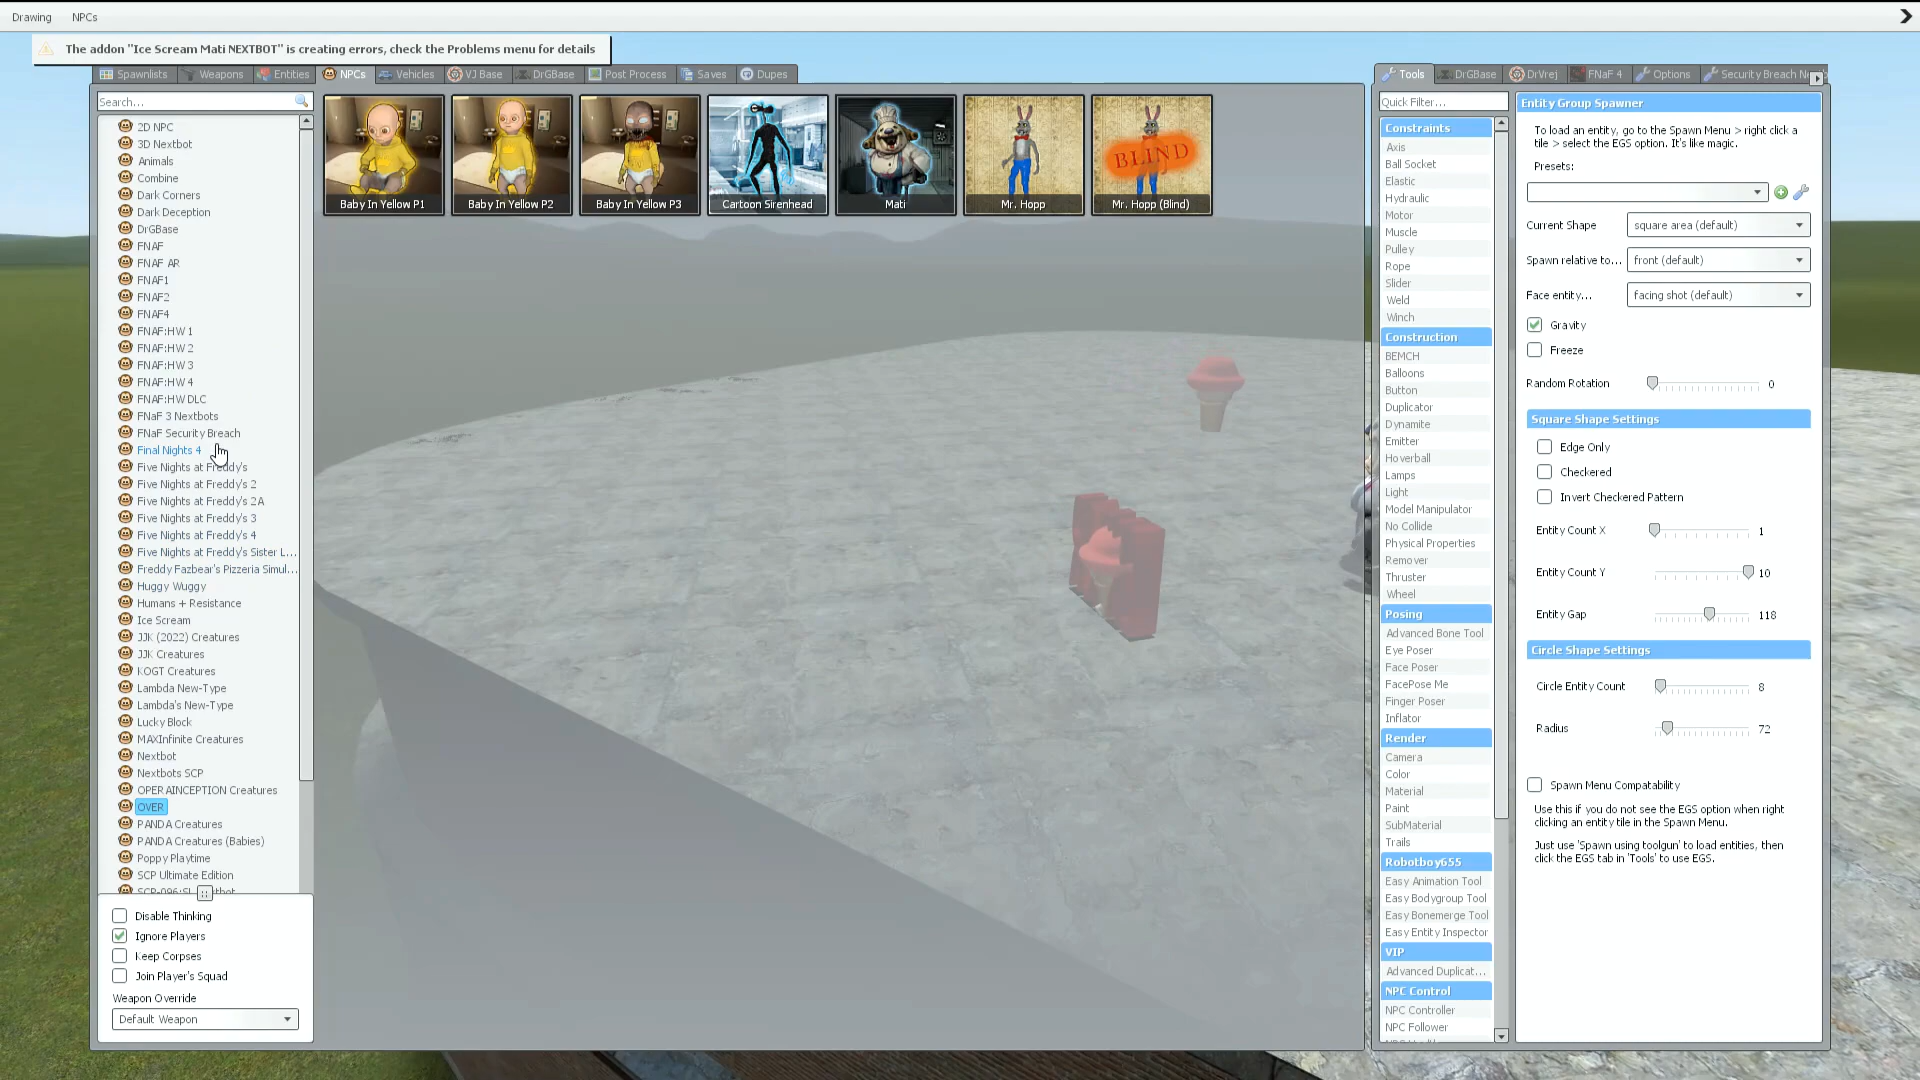 Drawing
NPCs
The addon "Ice Scream Mati NEXTBOT" is creating errors, check the Problems menu for details
Spawnlists
Weapons
Entities
NPCs
Vehicles
VJ Base
DrGBase
Post Process
Saves
Dupes
Search...
2D NPC
3D Nextbot
Animals
Combine
Dark Corners
Dark Deception
DrGBase
FNAF
FNAF AR
FNAF1
FNAF2
FNAF4
FNAF:HW 1
FNAF:HW 2
FNAF:HW 3
FNAF:HW 4
FNAF:HW DLC
FNaF 3 Nextbots
FNaF Security Breach
Final Nights 4
Five Nights at Freddy's
Five Nights at Freddy's 2
Five Nights at Freddy's 2A
Five Nights at Freddy's 3
Five Nights at Freddy's 4
Five Nights at Freddy's Sister L...
Freddy Fazbear's Pizzeria Simul...
Huggy Wuggy
Humans + Resistance
Ice Scream
JJK (2022) Creatures
JJK Creatures
KOGT Creatures
Lambda New-Type
Lambda's New-Type
Lucky Block
MAXInfinite Creatures
Nextbot
Nextbots SCP
OPERAINCEPTION Creatures
OVER
PANDA Creatures
PANDA Creatures (Babies)
Poppy Playtime
SCP Ultimate Edition
Disable Thinking
Ignore Players
Keep Corpses
Join Player's Squad
Weapon Override
Default Weapon
Baby In Yellow P1
Baby In Yellow P2
Baby In Yellow P3
Cartoon Sirenhead
Mati
Mr. Hopp
BLIND
Mr. Hopp (Blind)
Tools
DrGBase
DrVrej
FNaF 4
Options
Security Breach
Quick Filter...
Constraints
Axis
Ball Socket
Elastic
Hydraulic
Motor
Muscle
Pulley
Rope
Slider
Weld
Winch
Construction
BEMCH
Balloons
Button
Duplicator
Dynamite
Emitter
Hoverball
Lamps
Light
Model Manipulator
No Collide
Physical Properties
Remover
Thruster
Wheel
Posing
Advanced Bone Tool
Eye Poser
Face Poser
FacePose Me
Finger Poser
Inflator
Render
Camera
Color
Material
Paint
SubMaterial
Trails
Robotboy655
Easy Animation Tool
Easy Bodygroup Tool
Easy Bonemerge Tool
Easy Entity Inspector
VIP
Advanced Duplicat...
NPC Control
NPC Controller
NPC Follower
Entity Group Spawner
To load an entity, go to the Spawn Menu > right click a
tile > select the EGS option. It's like magic.
Presets:
Current Shape
square area (default)
Spawn relative to...
front (default)
Face entity...
facing shot (default)
Gravity
Freeze
Random Rotation
0
Square Shape Settings
Edge Only
Checkered
Invert Checkered Pattern
Entity Count X
1
Entity Count Y
10
Entity Gap
118
Circle Shape Settings
Circle Entity Count
8
Radius
72
Spawn Menu Compatability
Use this if you do not see the EGS option when right
clicking an entity tile in the Spawn Menu.
Just use 'Spawn using toolgun' to load entities, then
click the EGS tab in 'Tools' to use EGS.